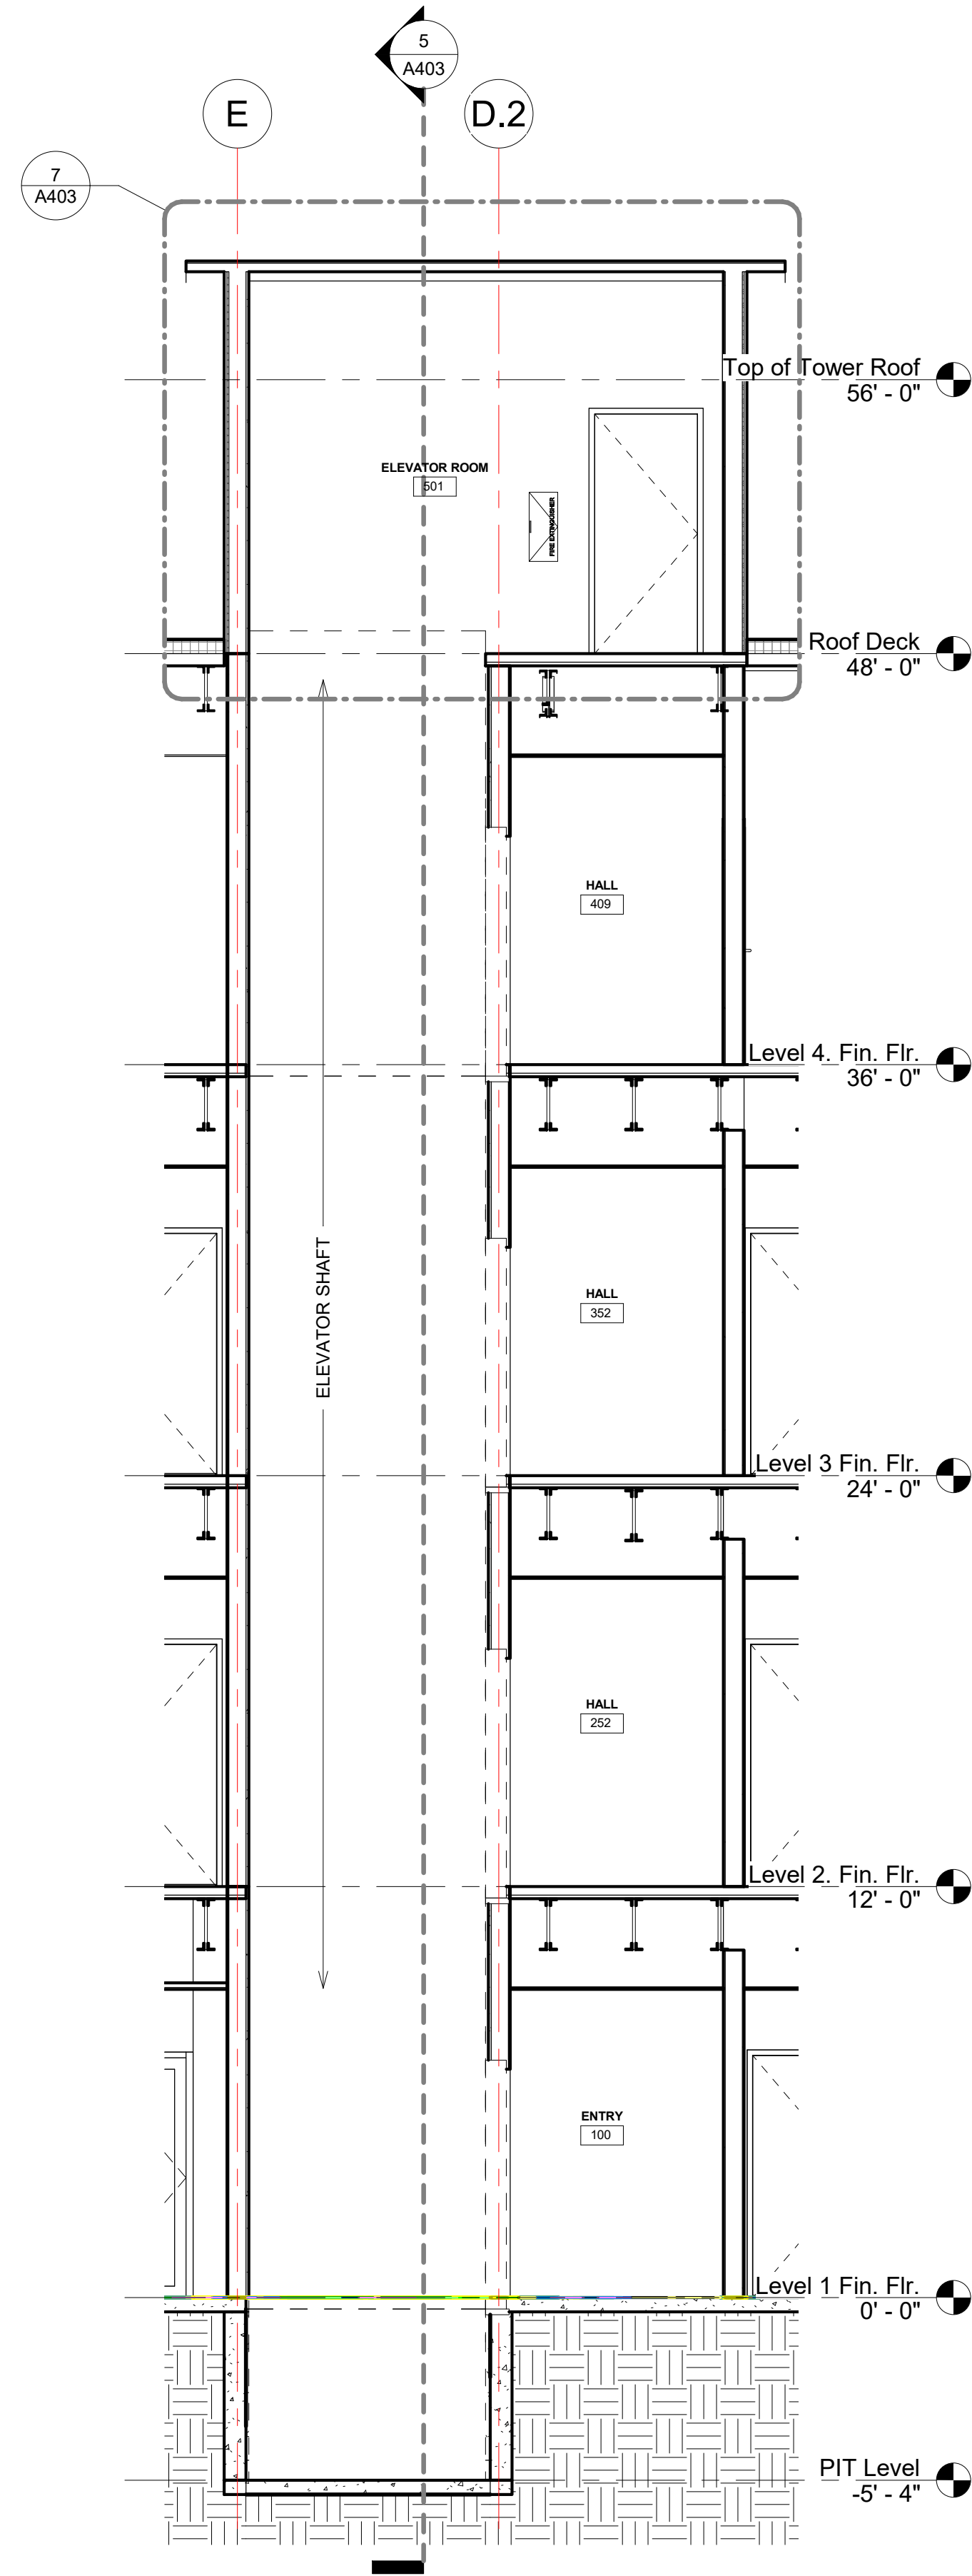 5
A403
E
D.2
7
A403
Top of Tower Roof
56' - 0"
ELEVATOR ROOM
501
FIRE EXTINGUISHER
Roof Deck
48' - 0"
HALL
409
Level 4. Fin. Flr.
36' - 0"
ELEVATOR SHAFT
HALL
352
Level 3 Fin. Flr.
24' - 0"
HALL
252
Level 2. Fin. Flr.
12' - 0"
ENTRY
100
Level 1 Fin. Flr.
0' - 0"
PIT Level
-5' - 4"